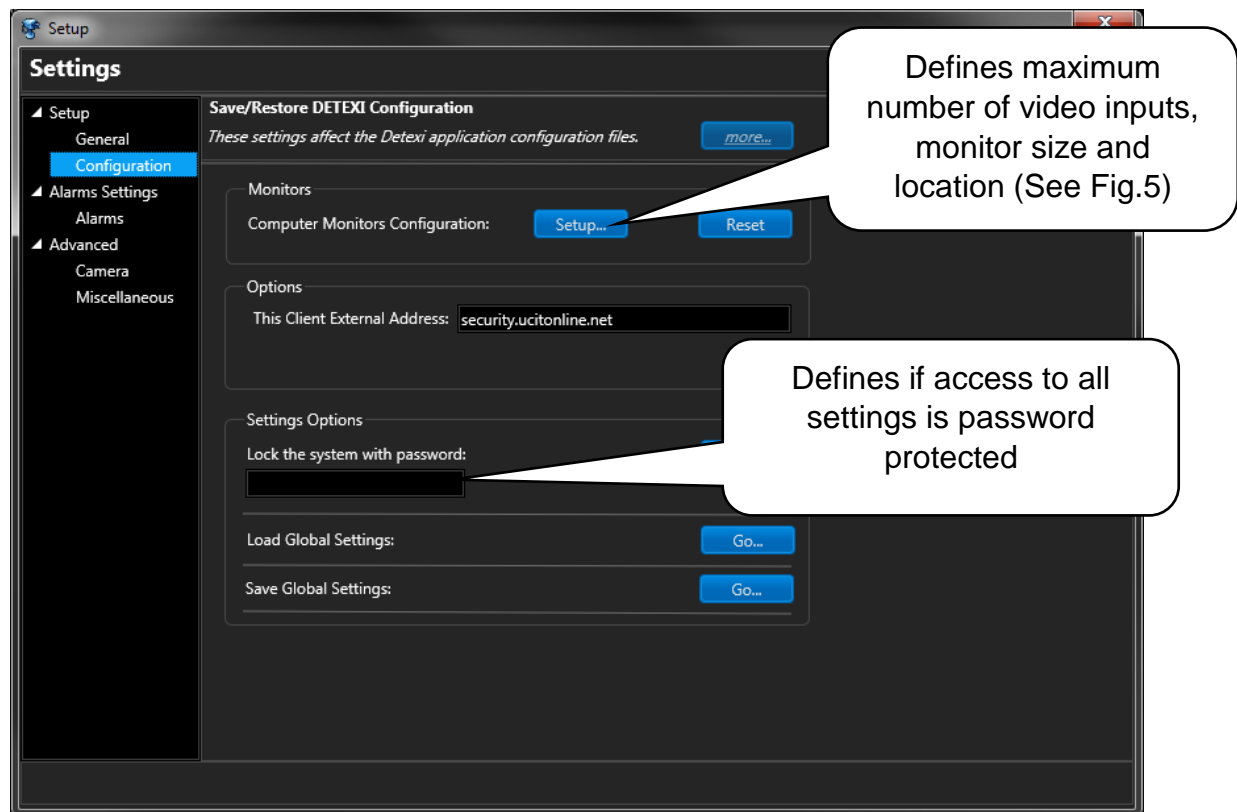 Setup
X
Settings
Setup
General
Configuration
Alarms Settings
Alarms
Advanced
Camera
Miscellaneous
Save/Restore DETEXI Configuration
These settings affect the Detexi application configuration files.
more...
Monitors
Computer Monitors Configuration:
Setup...
Reset
Options
This Client External Address:
security.ucitonline.net
Settings Options
Lock the system with password:
Load Global Settings:
Go...
Save Global Settings:
Go...
Defines maximum
number of video inputs,
monitor size and
location (See Fig.5)
Defines if access to all
settings is password
protected